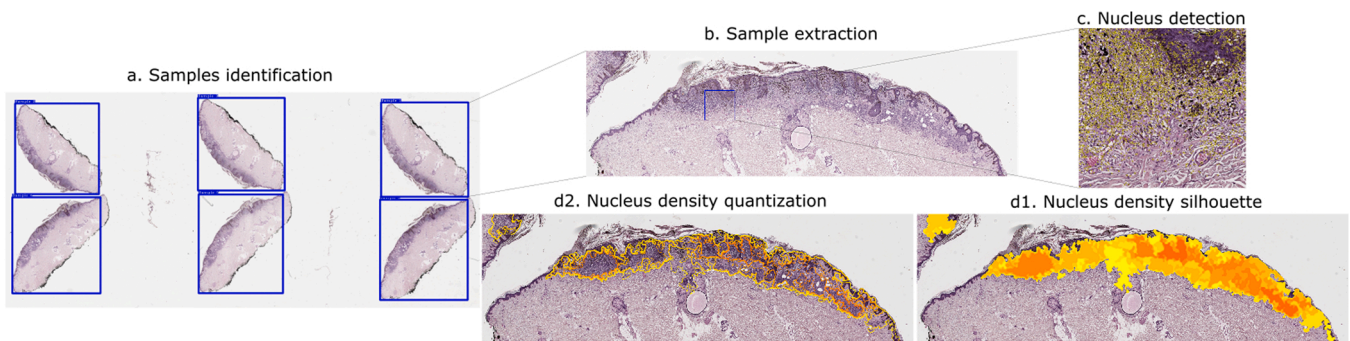 a. Samples identification
b. Sample extraction
c. Nucleus detection
d2. Nucleus density quantization
d1. Nucleus density silhouette